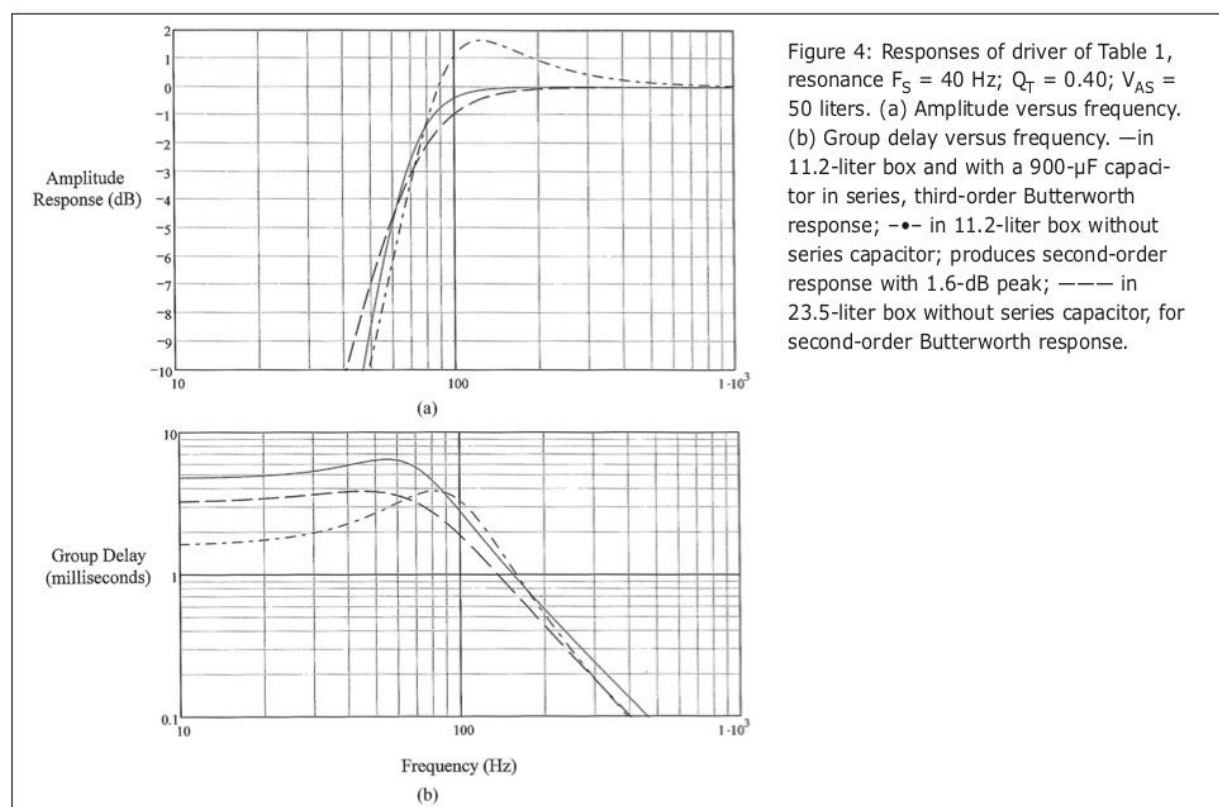 2
1
0
−1
−2
−3
−4
−5
−6
−7
−8
−9
−10
Amplitude
Response (dB)
10
100
1·10³
(a)
10
1
0.1
Group Delay
(milliseconds)
10
100
1·10³
Frequency (Hz)
(b)
Figure 4: Responses of driver of Table 1,
resonance F_S = 40 Hz; Q_T = 0.40; V_AS =
50 liters. (a) Amplitude versus frequency.
(b) Group delay versus frequency. —in
11.2-liter box and with a 900-µF capaci-
tor in series, third-order Butterworth
response; –•– in 11.2-liter box without
series capacitor; produces second-order
response with 1.6-dB peak; ——— in
23.5-liter box without series capacitor, for
second-order Butterworth response.